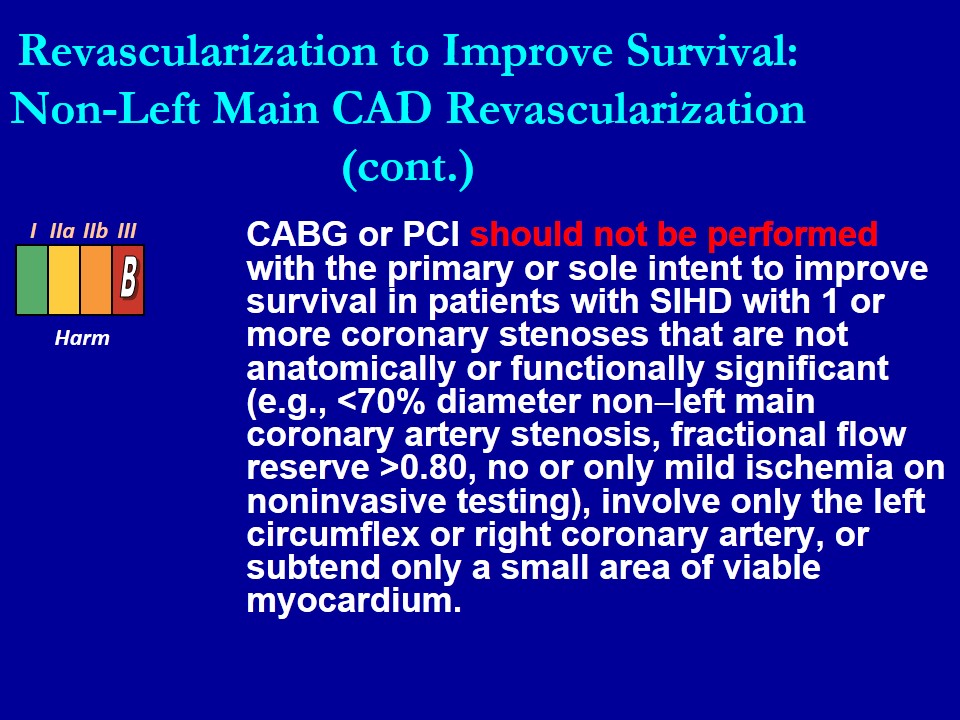 Revascularization to Improve Survival:
Non-Left Main CAD Revascularization
(cont.)
I IIa IIb III
B
Harm
CABG or PCI should not be performed
with the primary or sole intent to improve
survival in patients with SIHD with 1 or
more coronary stenoses that are not
anatomically or functionally significant
(e.g., <70% diameter non–left main
coronary artery stenosis, fractional flow
reserve >0.80, no or only mild ischemia on
noninvasive testing), involve only the left
circumflex or right coronary artery, or
subtend only a small area of viable
myocardium.